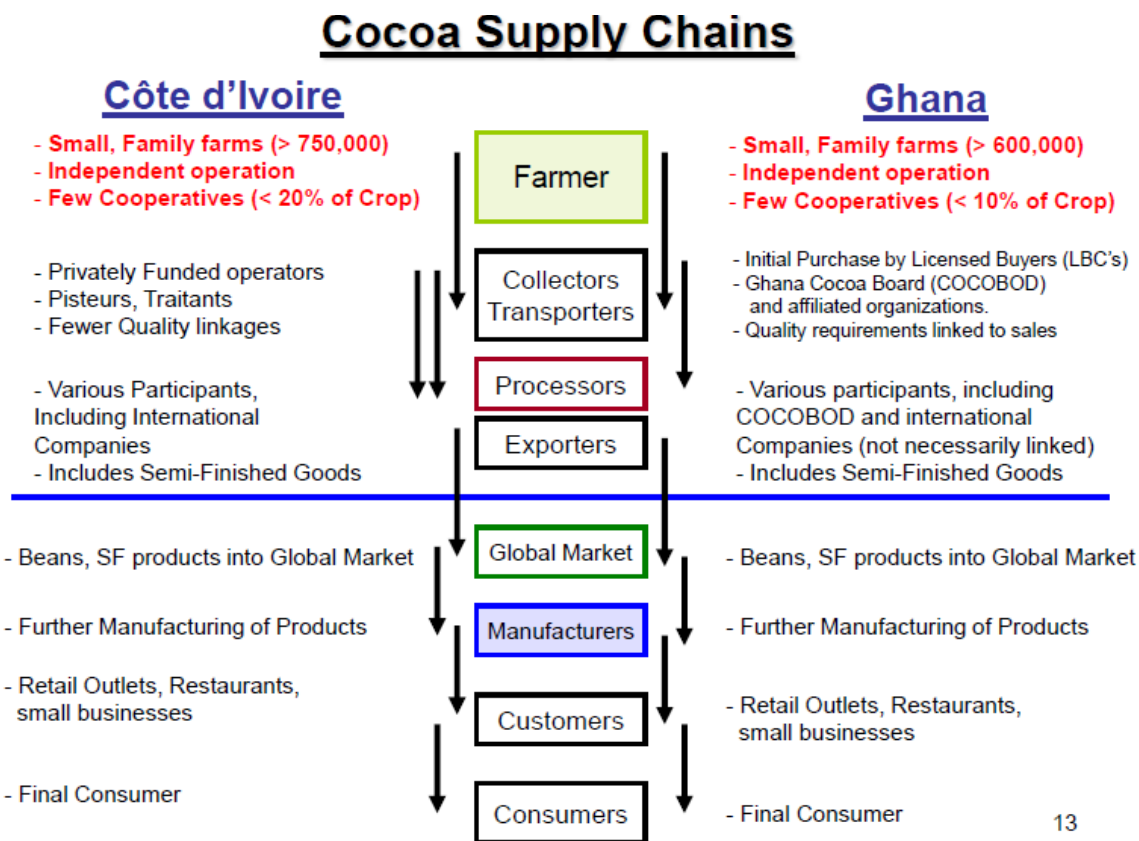 Cocoa Supply Chains
Côte d'Ivoire
- Small, Family farms (> 750,000)
- Independent operation
- Few Cooperatives (< 20% of Crop)
- Privately Funded operators
- Pisteurs, Traitants
- Fewer Quality linkages
- Various Participants,
Including International
Companies
- Includes Semi-Finished Goods
- Beans, SF products into Global Market
- Further Manufacturing of Products
- Retail Outlets, Restaurants,
small businesses
- Final Consumer
Farmer
Collectors
Transporters
Processors
Exporters
Global Market
Manufacturers
Customers
Consumers
Ghana
- Small, Family farms (> 600,000)
- Independent operation
- Few Cooperatives (< 10% of Crop)
- Initial Purchase by Licensed Buyers (LBC's)
- Ghana Cocoa Board (COCOBOD)
and affiliated organizations.
- Quality requirements linked to sales
- Various participants, including
COCOBOD and international
Companies (not necessarily linked)
- Includes Semi-Finished Goods
- Beans, SF products into Global Market
- Further Manufacturing of Products
- Retail Outlets, Restaurants,
small businesses
- Final Consumer
13